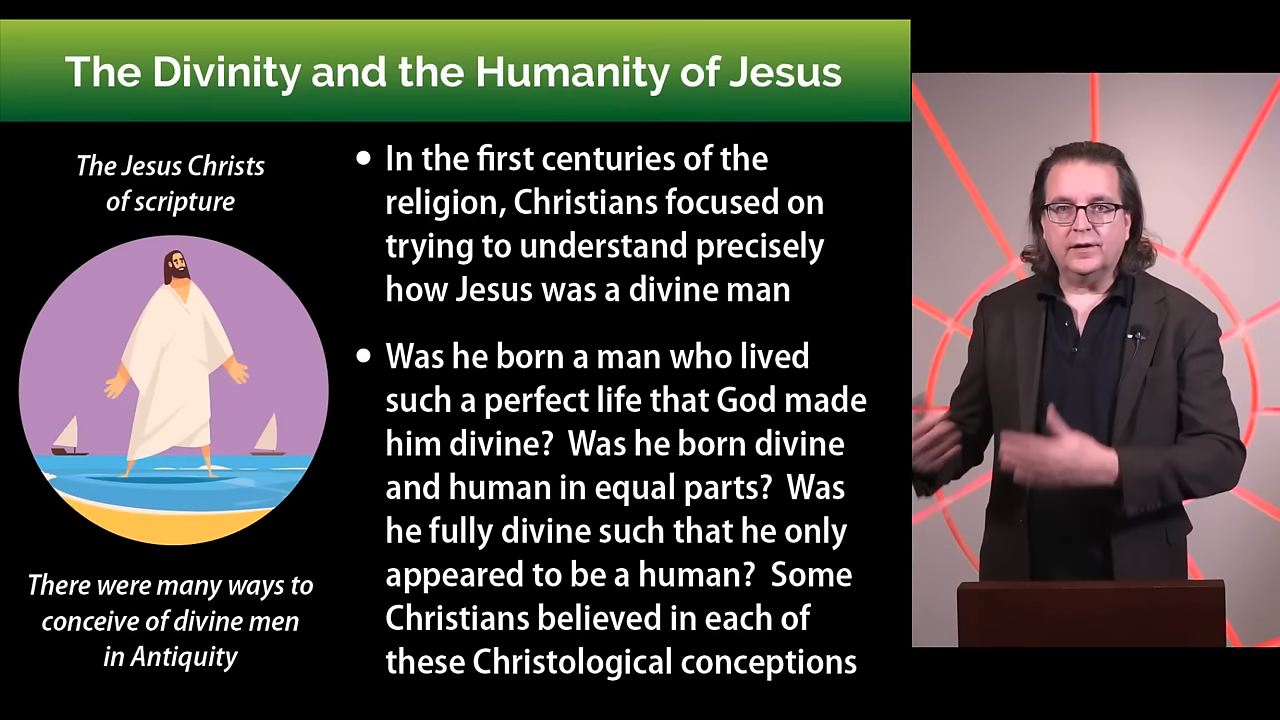 The Divinity and the Humanity of Jesus
The Jesus Christs
of scripture
There were many ways to
conceive of divine men
in Antiquity
• In the first centuries of the
religion, Christians focused on
trying to understand precisely
how Jesus was a divine man
• Was he born a man who lived
such a perfect life that God made
him divine?  Was he born divine
and human in equal parts?  Was
he fully divine such that he only
appeared to be a human?  Some
Christians believed in each of
these Christological conceptions